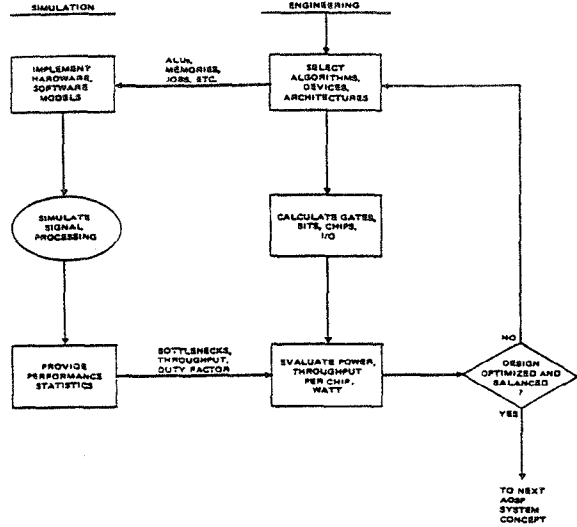 SIMULATION
ENGINEERING
IMPLEMENT
HARDWARE,
SOFTWARE
MODELS
ALUs,
MEMORIES,
JOBS, ETC.
SELECT
ALGORITHMS,
DEVICES,
ARCHITECTURES
SIMULATE
SIGNAL
PROCESSING
CALCULATE GATES,
BITS, CHIPS,
I/O
PROVIDE
PERFORMANCE
STATISTICS
BOTTLENECKS,
THROUGHPUT,
DUTY FACTOR
EVALUATE POWER,
THROUGHPUT
PER CHIP,
WATT
NO
DESIGN
OPTIMIZED AND
BALANCED
?
YES
TO NEXT
AOSP
SYSTEM
CONCEPT